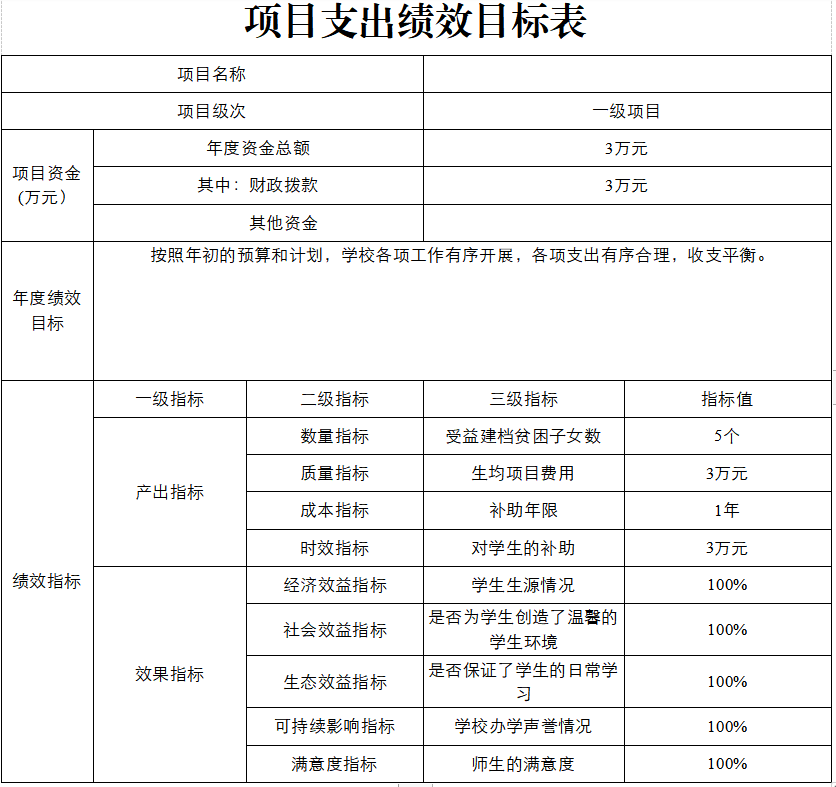 项目支出绩效目标表
项目名称
项目级次 一级项目
项目资金
(万元）
年度资金总额 3万元
其中：财政拨款 3万元
其他资金
年度绩效
目标
按照年初的预算和计划，学校各项工作有序开展，各项支出有序合理，收支平衡。
绩效指标
一级指标 二级指标 三级指标 指标值
产出指标
数量指标 受益建档贫困子女数 5个
质量指标 生均项目费用 3万元
成本指标 补助年限 1年
时效指标 对学生的补助 3万元
效果指标
经济效益指标 学生生源情况 100%
社会效益指标 是否为学生创造了温馨的
学生环境 100%
生态效益指标 是否保证了学生的日常学
习 100%
可持续影响指标 学校办学声誉情况 100%
满意度指标 师生的满意度 100%